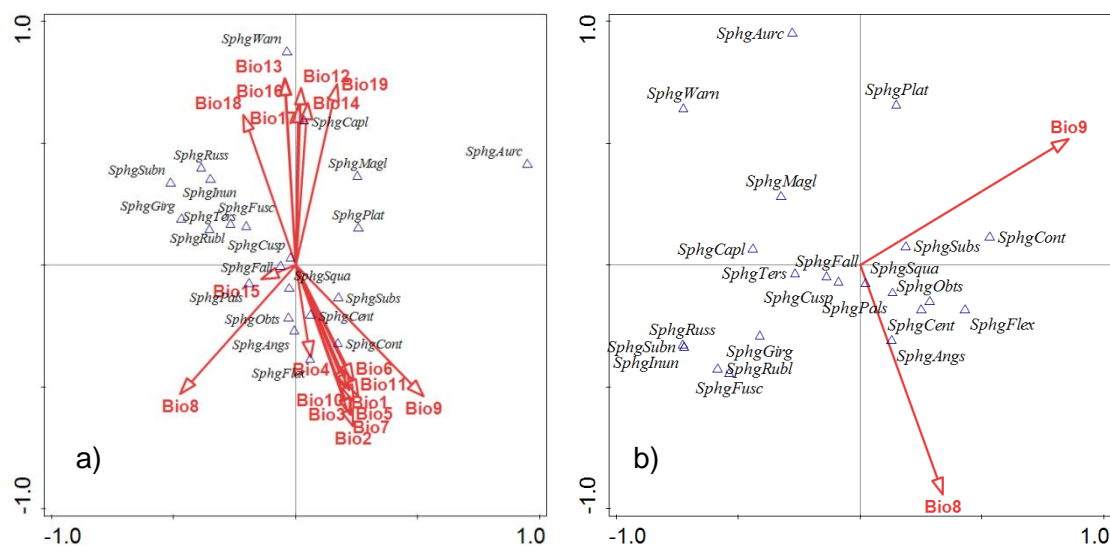 1.0
SphgWarn
Bio13
Bio12
Bio16
Bio19
Bio18
Bio14
Bio17
SphgCapl
SphgRuss
SphgAurc
SphgSubn
SphgMagl
SphgInun
SphgGirg
SphgFusc
SphgTers
SphgPlat
SphgRubl
SphgCusp
SphgFall
SphgSqua
SphgPals
Bio15
SphgSubs
SphgObts
SphgCent
SphgAngs
SphgCont
SphgFlex
Bio4
Bio6
Bio11
Bio8
Bio10
Bio1
Bio9
Bio3
Bio5
Bio7
Bio2
a)
-1.0
-1.0
1.0
1.0
SphgAurc
SphgWarn
SphgPlat
Bio9
SphgMagl
SphgCapl
SphgSubs
SphgCont
SphgFall
SphgSqua
SphgTers
SphgObts
SphgCusp
SphgPals
SphgCent
SphgFlex
SphgRuss
SphgSubn
SphgGirg
SphgAngs
SphgInun
SphgRubl
SphgFusc
b)
Bio8
-1.0
-1.0
1.0